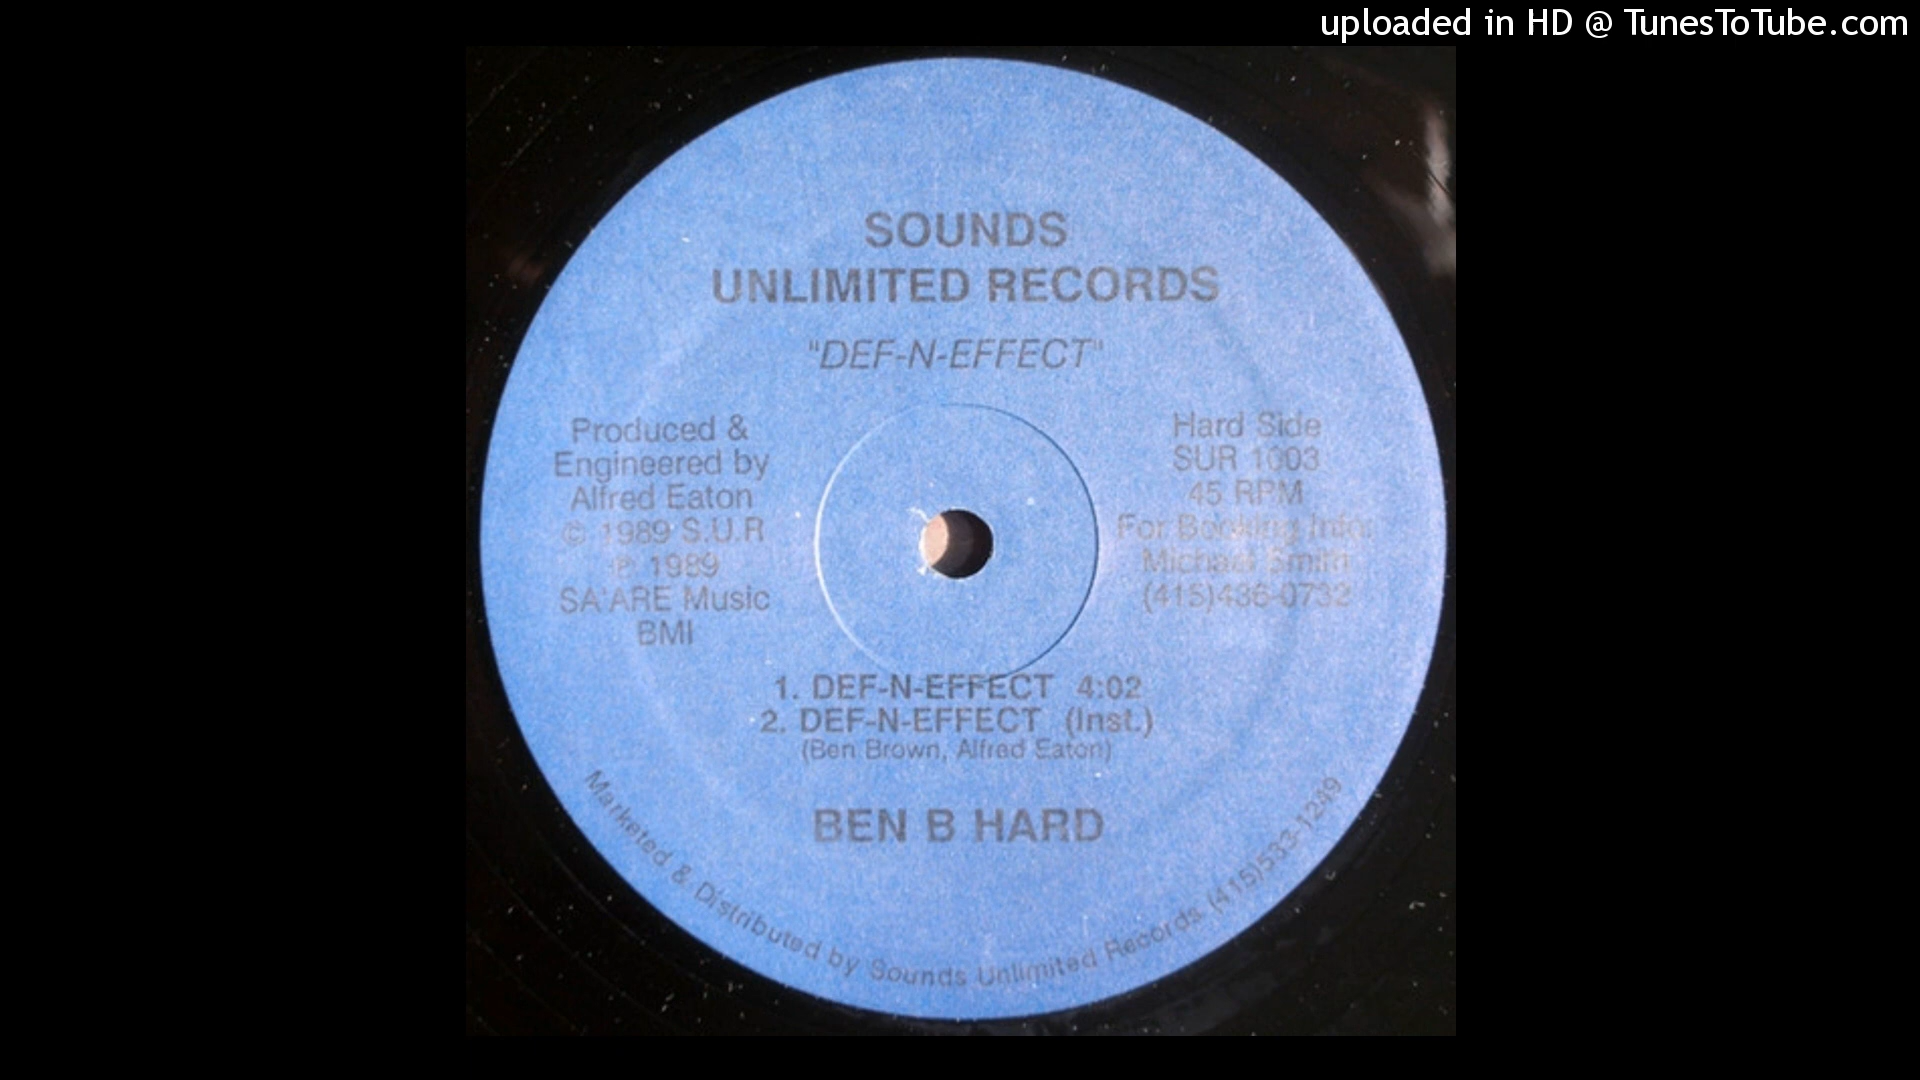 uploaded in HD @ TunesToTube.com
SOUNDS
UNLIMITED RECORDS
"DEF-N-EFFECT"
Produced &
Engineered by
Alfred Eaton
© 1989 S.U.R
℗ 1989
SA'ARE Music
BMI
Hard Side
SUR 1003
45 RPM
For Booking Info:
Michael Smith
(415)436-0732
1. DEF-N-EFFECT 4:02
2. DEF-N-EFFECT (Inst.)
(Ben Brown, Alfred Eaton)
BEN B HARD
Marketed & Distributed by Sounds Unlimited Records (415)533-1249